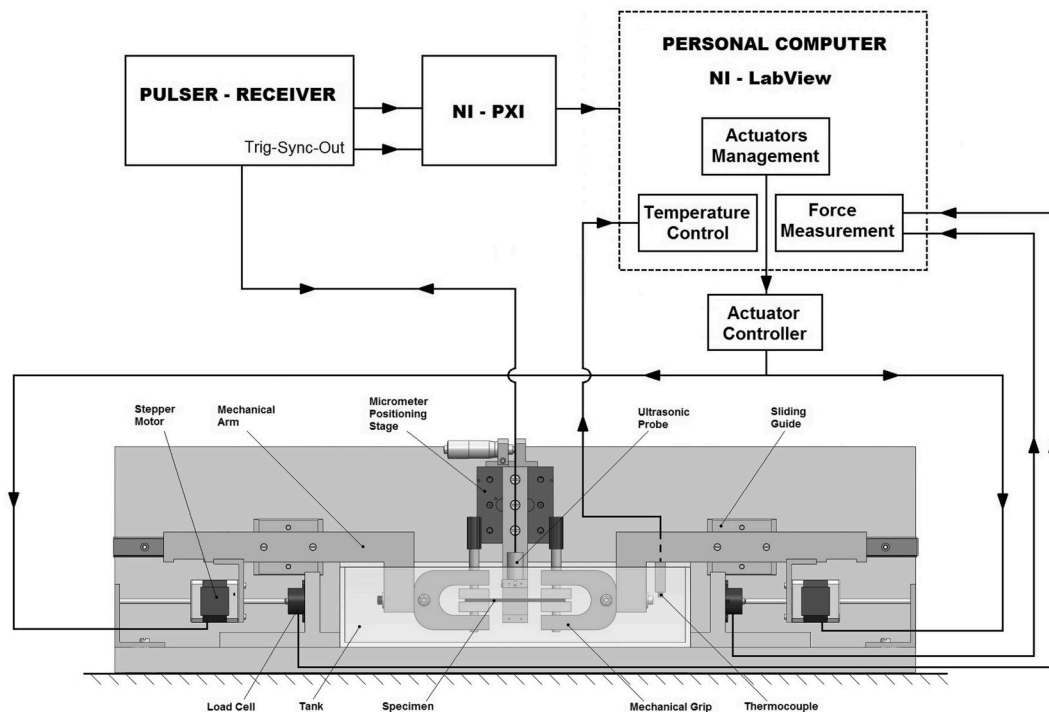 PERSONAL COMPUTER
NI - LabView
PULSER - RECEIVER
Trig-Sync-Out
NI - PXI
Actuators
Management
Temperature
Control
Force
Measurement
Actuator
Controller
Stepper
Motor
Mechanical
Arm
Micrometer
Positioning
Stage
Ultrasonic
Probe
Sliding
Guide
Load Cell
Tank
Specimen
Mechanical Grip
Thermocouple